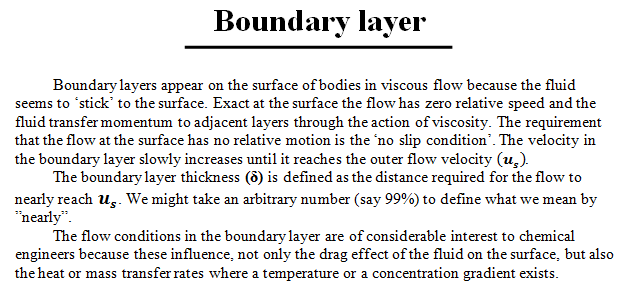 Boundary layer
Boundary layers appear on the surface of bodies in viscous flow because the fluid
seems to ‘stick’ to the surface. Exact at the surface the flow has zero relative speed and the
fluid transfer momentum to adjacent layers through the action of viscosity. The requirement
that the flow at the surface has no relative motion is the ‘no slip condition’. The velocity in
the boundary layer slowly increases until it reaches the outer flow velocity (uₛ).
The boundary layer thickness (δ) is defined as the distance required for the flow to
nearly reach uₛ. We might take an arbitrary number (say 99%) to define what we mean by
”nearly”.
The flow conditions in the boundary layer are of considerable interest to chemical
engineers because these influence, not only the drag effect of the fluid on the surface, but also
the heat or mass transfer rates where a temperature or a concentration gradient exists.